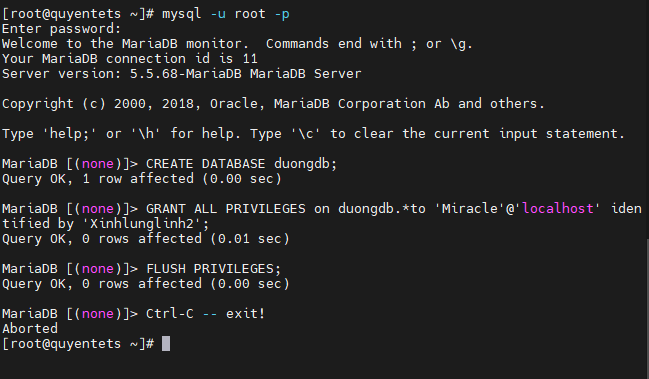 [root@quyentets ~]# mysql -u root -p
Enter password:
Welcome to the MariaDB monitor.  Commands end with ; or \g.
Your MariaDB connection id is 11
Server version: 5.5.68-MariaDB MariaDB Server
Copyright (c) 2000, 2018, Oracle, MariaDB Corporation Ab and others.
Type 'help;' or '\h' for help. Type '\c' to clear the current input statement.
MariaDB [(none)]> CREATE DATABASE duongdb;
Query OK, 1 row affected (0.00 sec)
MariaDB [(none)]> GRANT ALL PRIVILEGES on duongdb.*to 'Miracle'@'localhost' iden
tified by 'Xinhlunglinh2';
Query OK, 0 rows affected (0.01 sec)
MariaDB [(none)]> FLUSH PRIVILEGES;
Query OK, 0 rows affected (0.00 sec)
MariaDB [(none)]> Ctrl-C -- exit!
Aborted
[root@quyentets ~]#